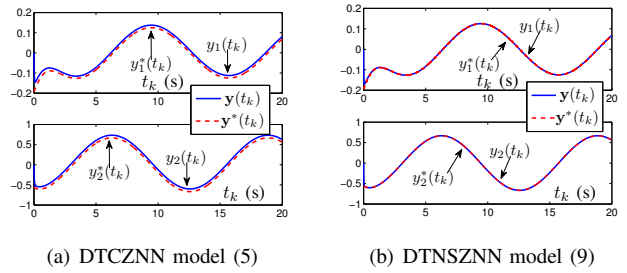 0.2
0.1
0
−0.1
−0.2
0
5
10
15
20
y₁*(tₖ)
y₁(tₖ)
tₖ (s)
y(tₖ)
y*(tₖ)
1
0.5
0
−0.5
−1
0
5
10
15
20
y₂*(tₖ)
y₂(tₖ)
tₖ (s)
(a) DTCZNN model (5)
0.2
0.1
0
-0.1
-0.2
0
5
10
15
20
y₁*(tₖ)
y₁(tₖ)
tₖ (s)
y(tₖ)
y*(tₖ)
1
0.5
0
-0.5
-1
0
5
10
15
20
y₂*(tₖ)
y₂(tₖ)
tₖ (s)
(b) DTNSZNN model (9)